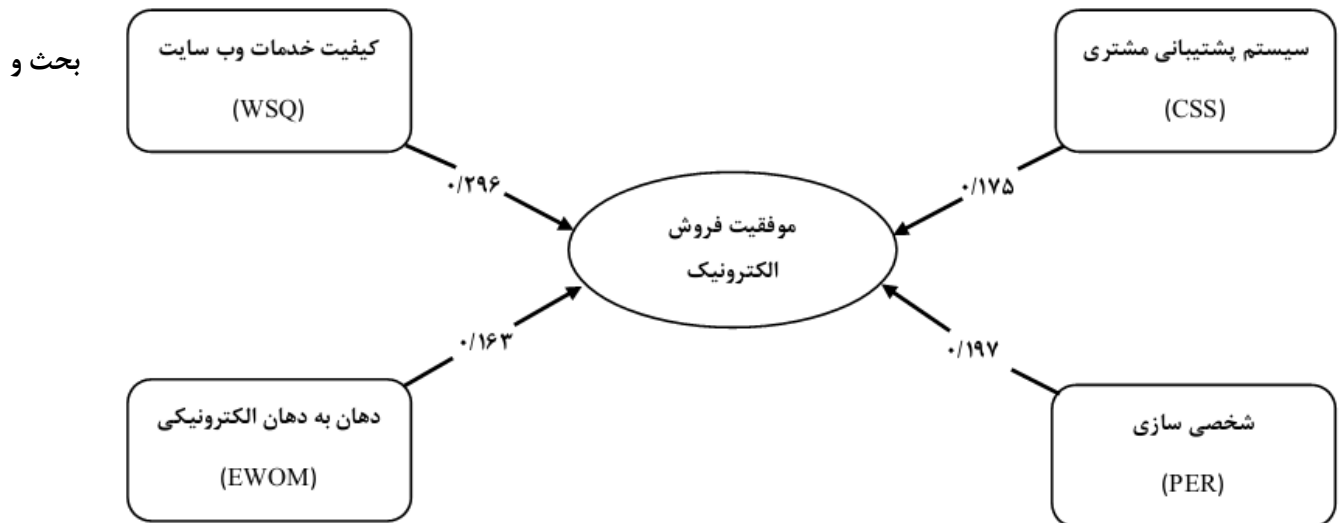 بحث و
سیستم پشتیبانی مشتری
(CSS)
کیفیت خدمات وب سایت
(WSQ)
۰/۱۷۵
۰/۲۹۶
موفقیت فروش
الکترونیک
۰/۱۹۷
۰/۱۶۳
شخصی سازی
(PER)
دهان به دهان الکترونیکی
(EWOM)